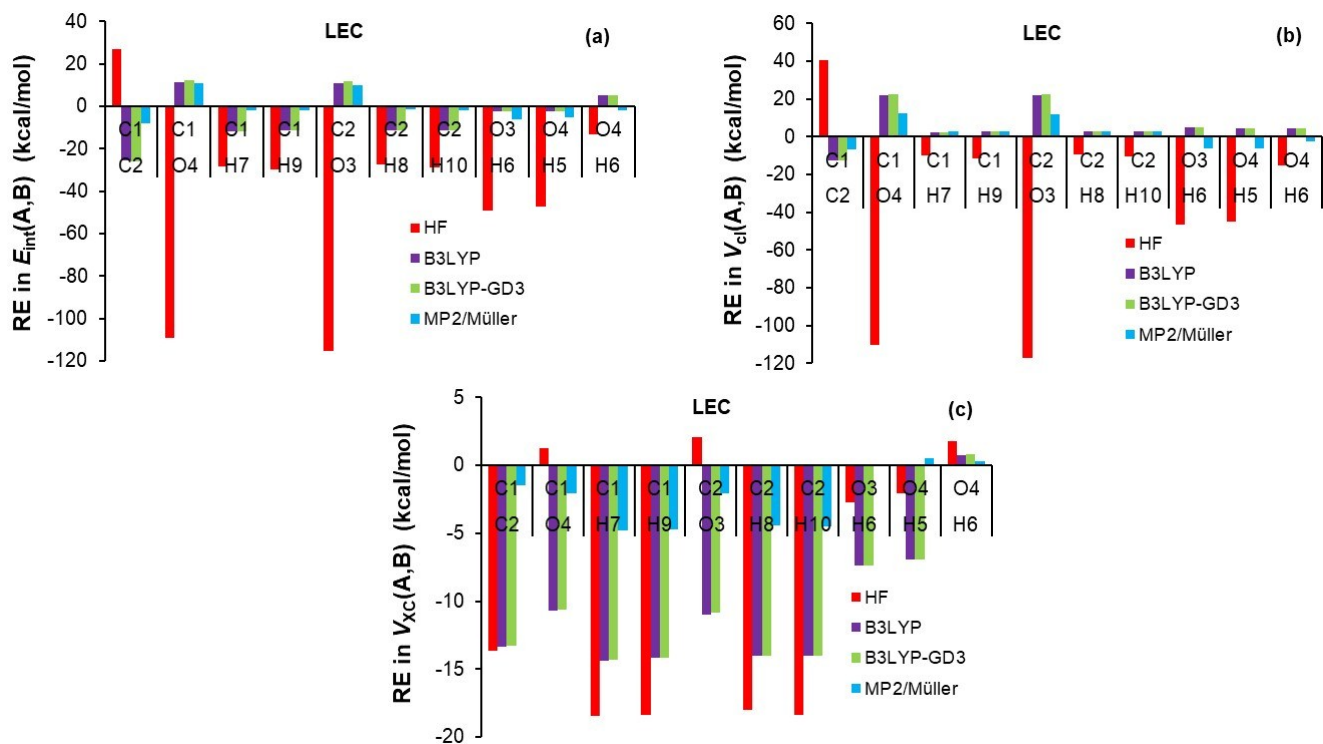 LEC
(a)
RE in Eint(A,B) (kcal/mol)
40
20
0
-20
-40
-60
-80
-100
-120
C1 C1 C1 C1 C2 C2 C2 O3 O4 O4
C2 O4 H7 H9 O3 H8 H10 H6 H5 H6
HF
B3LYP
B3LYP-GD3
MP2/Müller
LEC
(b)
RE in Vcl(A,B) (kcal/mol)
60
40
20
0
-20
-40
-60
-80
-100
-120
C1 C1 C1 C1 C2 C2 C2 O3 O4 O4
C2 O4 H7 H9 O3 H8 H10 H6 H5 H6
HF
B3LYP
B3LYP-GD3
MP2/Müller
LEC
(c)
RE in VXC(A,B) (kcal/mol)
5
0
-5
-10
-15
-20
C1 C1 C1 C1 C2 C2 C2 O3 O4 O4
C2 O4 H7 H9 O3 H8 H10 H6 H5 H6
HF
B3LYP
B3LYP-GD3
MP2/Müller